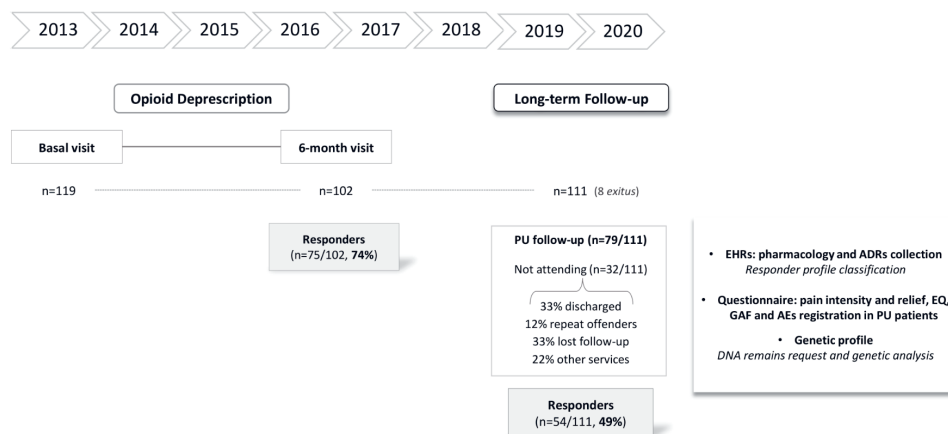 2013 2014 2015 2016 2017 2018 2019 2020
Opioid Deprescription
Long-term Follow-up
Basal visit
6-month visit
n=119
n=102
n=111 (8 exitus)
Responders
(n=75/102, 74%)
PU follow-up (n=79/111)
Not attending (n=32/111)
33% discharged
12% repeat offenders
33% lost follow-up
22% other services
Responders
(n=54/111, 49%)
• EHRs: pharmacology and ADRs collection
Responder profile classification
• Questionnaire: pain intensity and relief, EQ,
GAF and AEs registration in PU patients
• Genetic profile
DNA remains request and genetic analysis